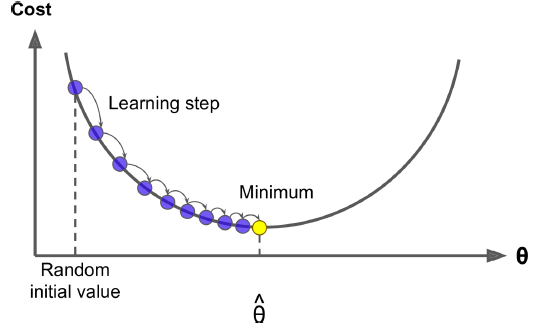 Cost
Learning step
Minimum
θ
Random
initial value
θ̂